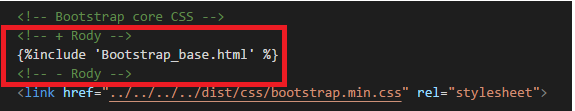 <!-- Bootstrap core CSS -->
<!-- + Rody -->
{%include 'Bootstrap_base.html' %}
<!-- - Rody -->
<link href="../../../../dist/css/bootstrap.min.css" rel="stylesheet">